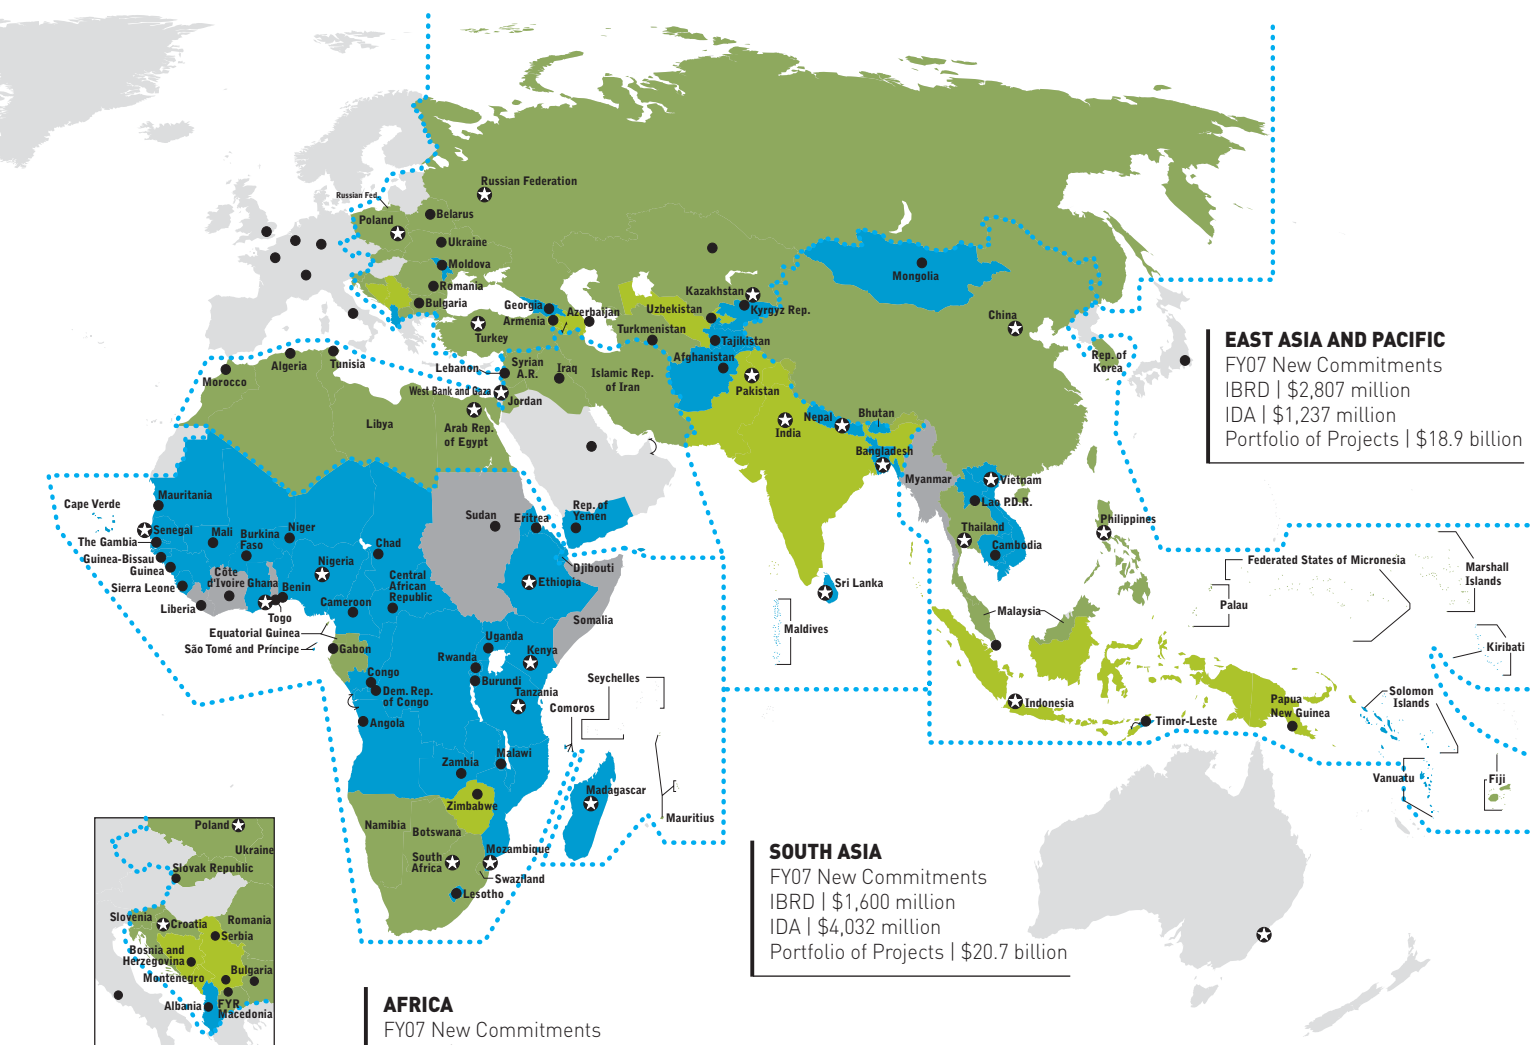 Russian Federation
Russian Fed.
Poland
Belarus
Ukraine
Moldova
Romania
Bulgaria
Georgia
Armenia
Azerbaijan
Turkey
Turkmenistan
Uzbekistan
Kazakhstan
Kyrgyz Rep.
Tajikistan
Afghanistan
Mongolia
China
Rep. of
Korea
Morocco
Algeria
Tunisia
Libya
Lebanon
Syrian
A.R.
Iraq
Islamic Rep.
of Iran
West Bank and Gaza
Jordan
Arab Rep.
of Egypt
Pakistan
India
Nepal
Bhutan
Bangladesh
Myanmar
Vietnam
Lao P.D.R.
Thailand
Cambodia
Philippines
EAST ASIA AND PACIFIC
FY07 New Commitments
IBRD | $2,807 million
IDA | $1,237 million
Portfolio of Projects | $18.9 billion
Cape Verde
Mauritania
Senegal
The Gambia
Guinea-Bissau
Guinea
Sierra Leone
Liberia
Mali
Burkina
Faso
Niger
Côte
d'Ivoire
Ghana
Benin
Togo
Nigeria
Chad
Cameroon
Central
African
Republic
Sudan
Eritrea
Rep. of
Yemen
Djibouti
Ethiopia
Somalia
Equatorial Guinea
São Tomé and Príncipe
Gabon
Congo
Dem. Rep.
of Congo
Angola
Uganda
Kenya
Rwanda
Burundi
Tanzania
Seychelles
Comoros
Malawi
Zambia
Zimbabwe
Madagascar
Mauritius
Namibia
Botswana
South
Africa
Mozambique
Swaziland
Lesotho
Maldives
Sri Lanka
Malaysia
Indonesia
Timor-Leste
Papua
New Guinea
Federated States of Micronesia
Marshall
Islands
Palau
Kiribati
Solomon
Islands
Vanuatu
Fiji
SOUTH ASIA
FY07 New Commitments
IBRD | $1,600 million
IDA | $4,032 million
Portfolio of Projects | $20.7 billion
Poland
Ukraine
Slovak Republic
Slovenia
Croatia
Romania
Serbia
Bosnia and
Herzegovina
Montenegro
Bulgaria
Albania
FYR
Macedonia
AFRICA
FY07 New Commitments